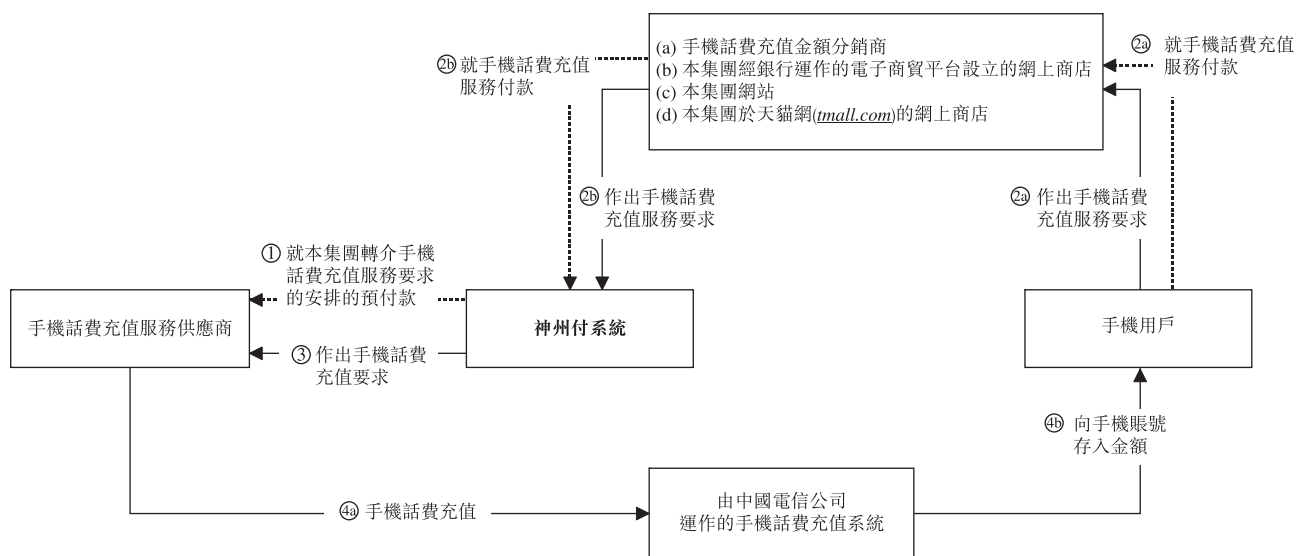 (a) 手機話費充值金額分銷商
(b) 本集團經銀行運作的電子商貿平台設立的網上商店
(c) 本集團網站
(d) 本集團於天貓網(tmall.com)的網上商店
2b 就手機話費充值
服務付款
2a 就手機話費充值
服務付款
2b 作出手機話費
充值服務要求
2a 作出手機話費
充值服務要求
① 就本集團轉介手機
話費充值服務要求
的安排的預付款
手機話費充值服務供應商
神州付系統
手機用戶
③ 作出手機話費
充值要求
4b 向手機賬號
存入金額
4a 手機話費充值
由中國電信公司
運作的手機話費充值系統